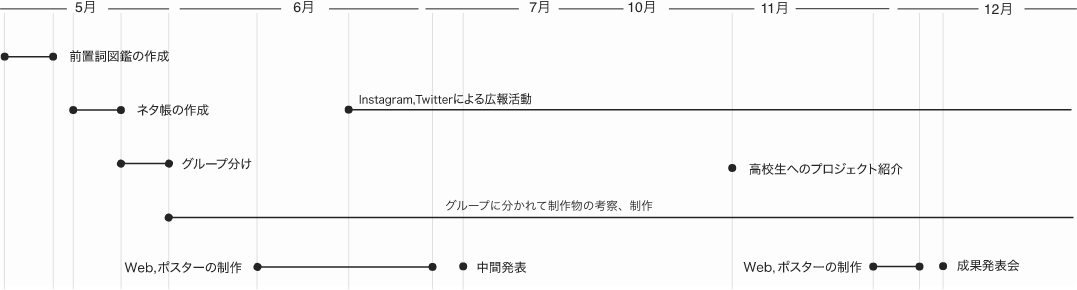 5月
6月
7月
10月
11月
12月
前置詞図鑑の作成
Instagram,Twitterによる広報活動
ネタ帳の作成
グループ分け
高校生へのプロジェクト紹介
グループに分かれて制作物の考察、制作
Web,ポスターの制作
中間発表
Web,ポスターの制作
成果発表会